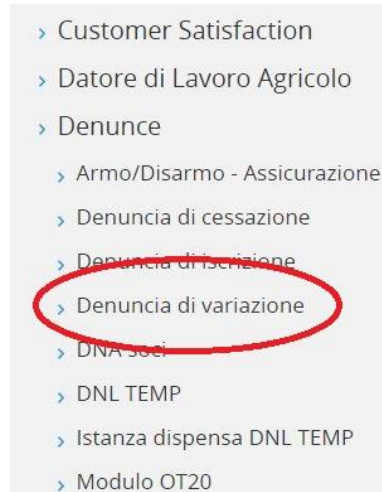 Customer Satisfaction
Datore di Lavoro Agricolo
Denunce
Armo/Disarmo - Assicurazione
Denuncia di cessazione
Denuncia di iscrizione
Denuncia di variazione
DNA soci
DNL TEMP
Istanza dispensa DNL TEMP
Modulo OT20